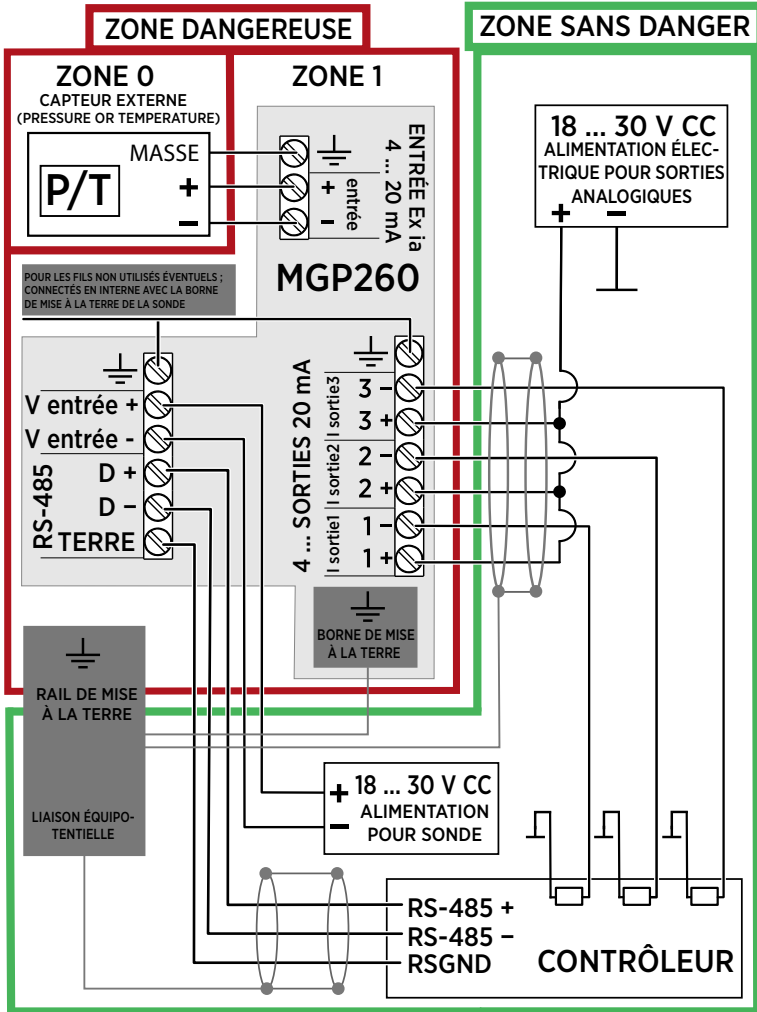 ZONE DANGEREUSE
ZONE SANS DANGER
ZONE 0
CAPTEUR EXTERNE
(PRESSURE OR TEMPERATURE)
P/T
MASSE
+
−
ZONE 1
+
−
entrée
ENTRÉE Ex ia
4 ... 20 mA
MGP260
18 ... 30 V CC
ALIMENTATION ÉLEC-
TRIQUE POUR SORTIES
ANALOGIQUES
+ −
POUR LES FILS NON UTILISÉS ÉVENTUELS ;
CONNECTÉS EN INTERNE AVEC LA BORNE
DE MISE À LA TERRE DE LA SONDE
V entrée +
V entrée -
D +
D −
TERRE
RS-485
4 ... SORTIES 20 mA
I sortie3
3 −
3 +
I sortie2
2 −
2 +
I sortie1
1 −
1 +
BORNE DE MISE
À LA TERRE
RAIL DE MISE
À LA TERRE
LIAISON ÉQUIPO-
TENTIELLE
+ 18 ... 30 V CC
ALIMENTATION
− POUR SONDE
RS-485 +
RS-485 −
RSGND
CONTRÔLEUR